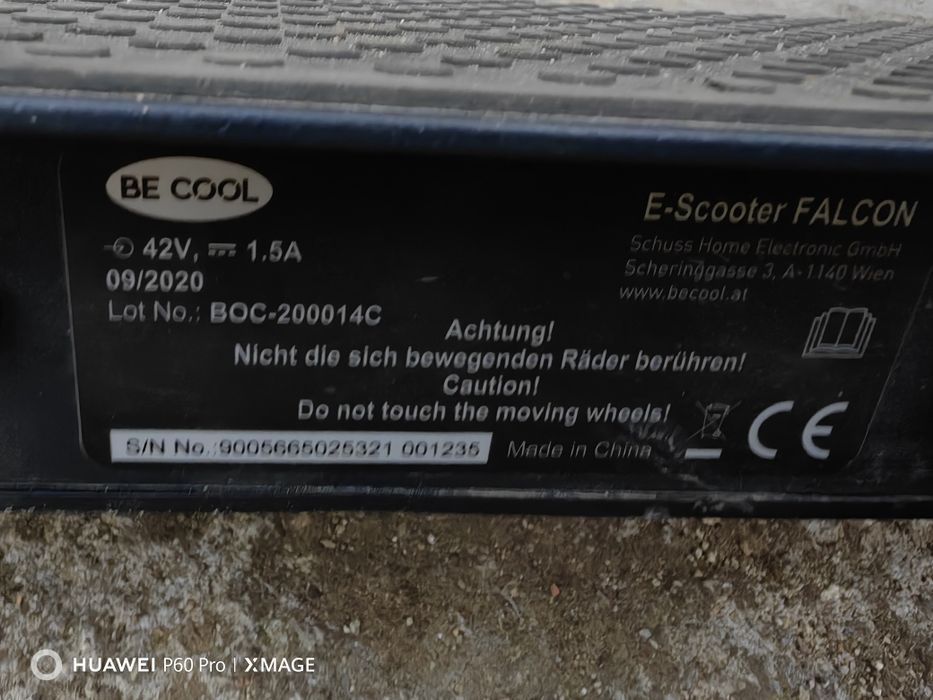 BE COOL
42V, 1.5A
09/2020
Lot No.: BOC-200014C
E-Scooter FALCON
Schuss Home Electronic GmbH
Scheringgasse 3, A-1140 Wien
www.becool.at
Achtung!
Nicht die sich bewegenden Räder berühren!
Caution!
Do not touch the moving wheels!
S/N No.:9005665025321 001235
Made in China
CE
HUAWEI P60 Pro | XMAGE